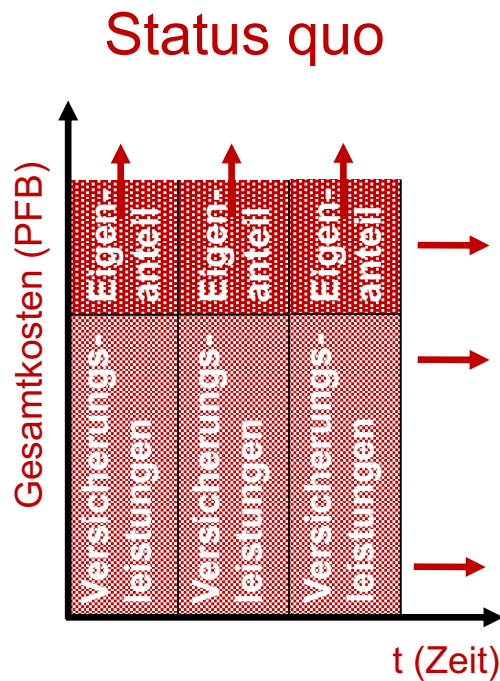 Status quo
Gesamtkosten (PFB)
Eigen-
anteil
Eigen-
anteil
Eigen-
anteil
Versicherungs-
leistungen
Versicherungs-
leistungen
Versicherungs-
leistungen
t (Zeit)